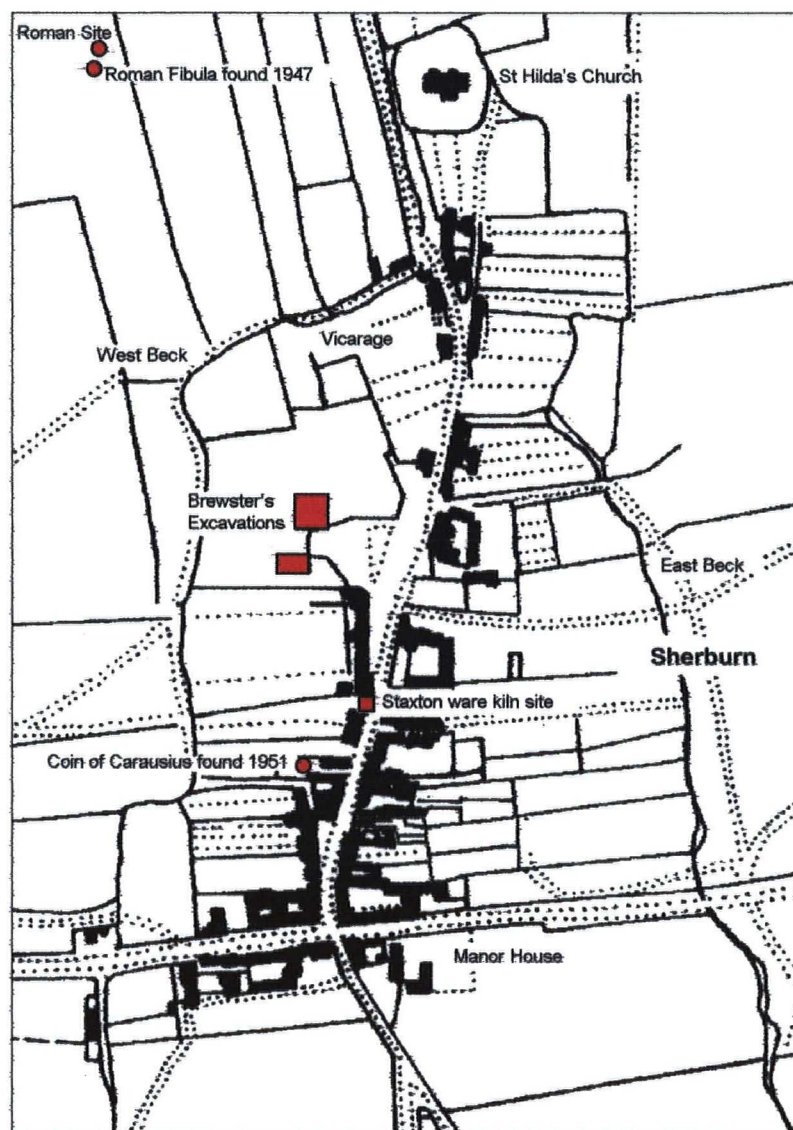 Roman Site
Roman Fibula found 1947
St Hilda's Church
Vicarage
West Beck
Brewster's
Excavations
East Beck
Sherburn
Staxton ware kiln site
Coin of Carausius found 1951
Manor House